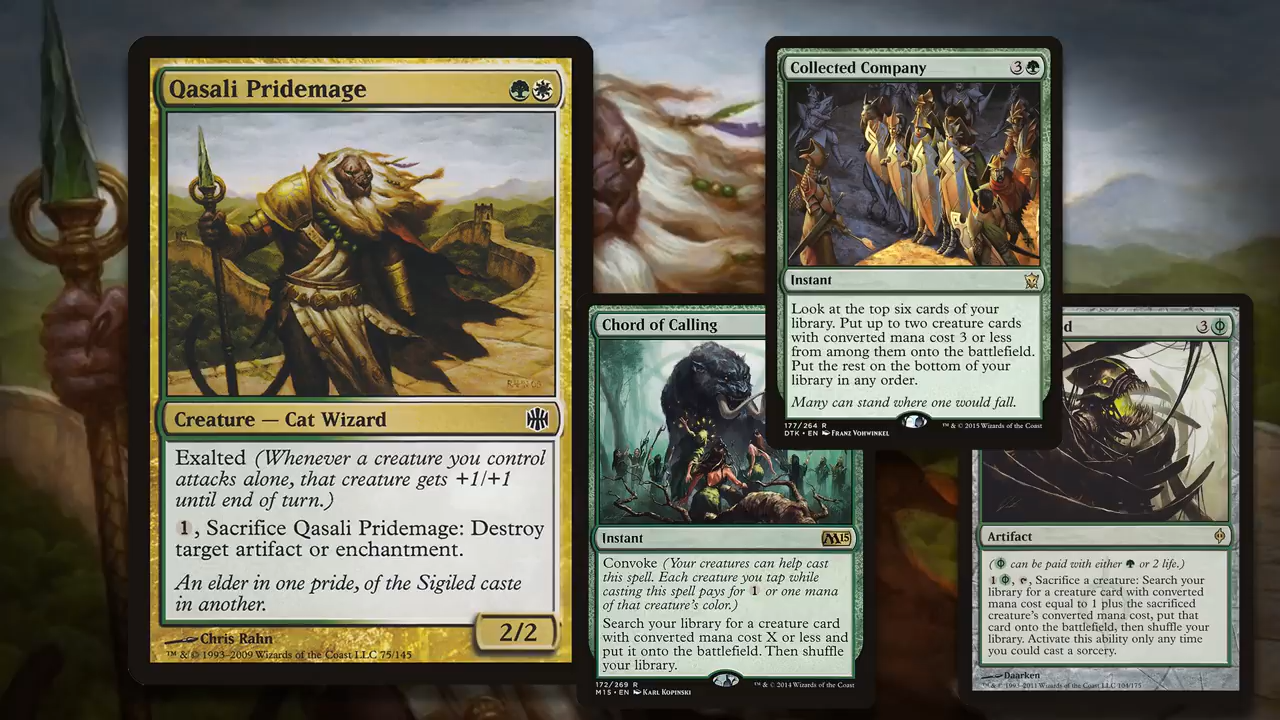 Qasali Pridemage
Creature — Cat Wizard
Exalted (Whenever a creature you control
attacks alone, that creature gets +1/+1
until end of turn.)
1, Sacrifice Qasali Pridemage: Destroy
target artifact or enchantment.
An elder in one pride, of the Sigiled caste
in another.
2/2
Chris Rahn
™ & © 1993–2009 Wizards of the Coast LLC 75/145
Chord of Calling
Instant
M15
Convoke (Your creatures can help cast
this spell. Each creature you tap while
casting this spell pays for 1 or one mana
of that creature's color.)
Search your library for a creature card
with converted mana cost X or less and
put it onto the battlefield. Then shuffle
your library.
172/269 R
M15 • EN Karl Kopinski
™ & © 2014 Wizards of the Coast
Collected Company
3
Instant
Look at the top six cards of your
library. Put up to two creature cards
with converted mana cost 3 or less
from among them onto the battlefield.
Put the rest on the bottom of your
library in any order.
Many can stand where one would fall.
177/264 R
DTK • EN Franz Vohwinkel
™ & © 2015 Wizards of the Coast
d
3
Artifact
( can be paid with either or 2 life.)
1 , , Sacrifice a creature: Search your
library for a creature card with converted
mana cost equal to 1 plus the sacrificed
creature's converted mana cost, put that
card onto the battlefield, then shuffle your
library. Activate this ability only any time
you could cast a sorcery.
Daarken
™ & © 1993–2011 Wizards of the Coast LLC 104/175